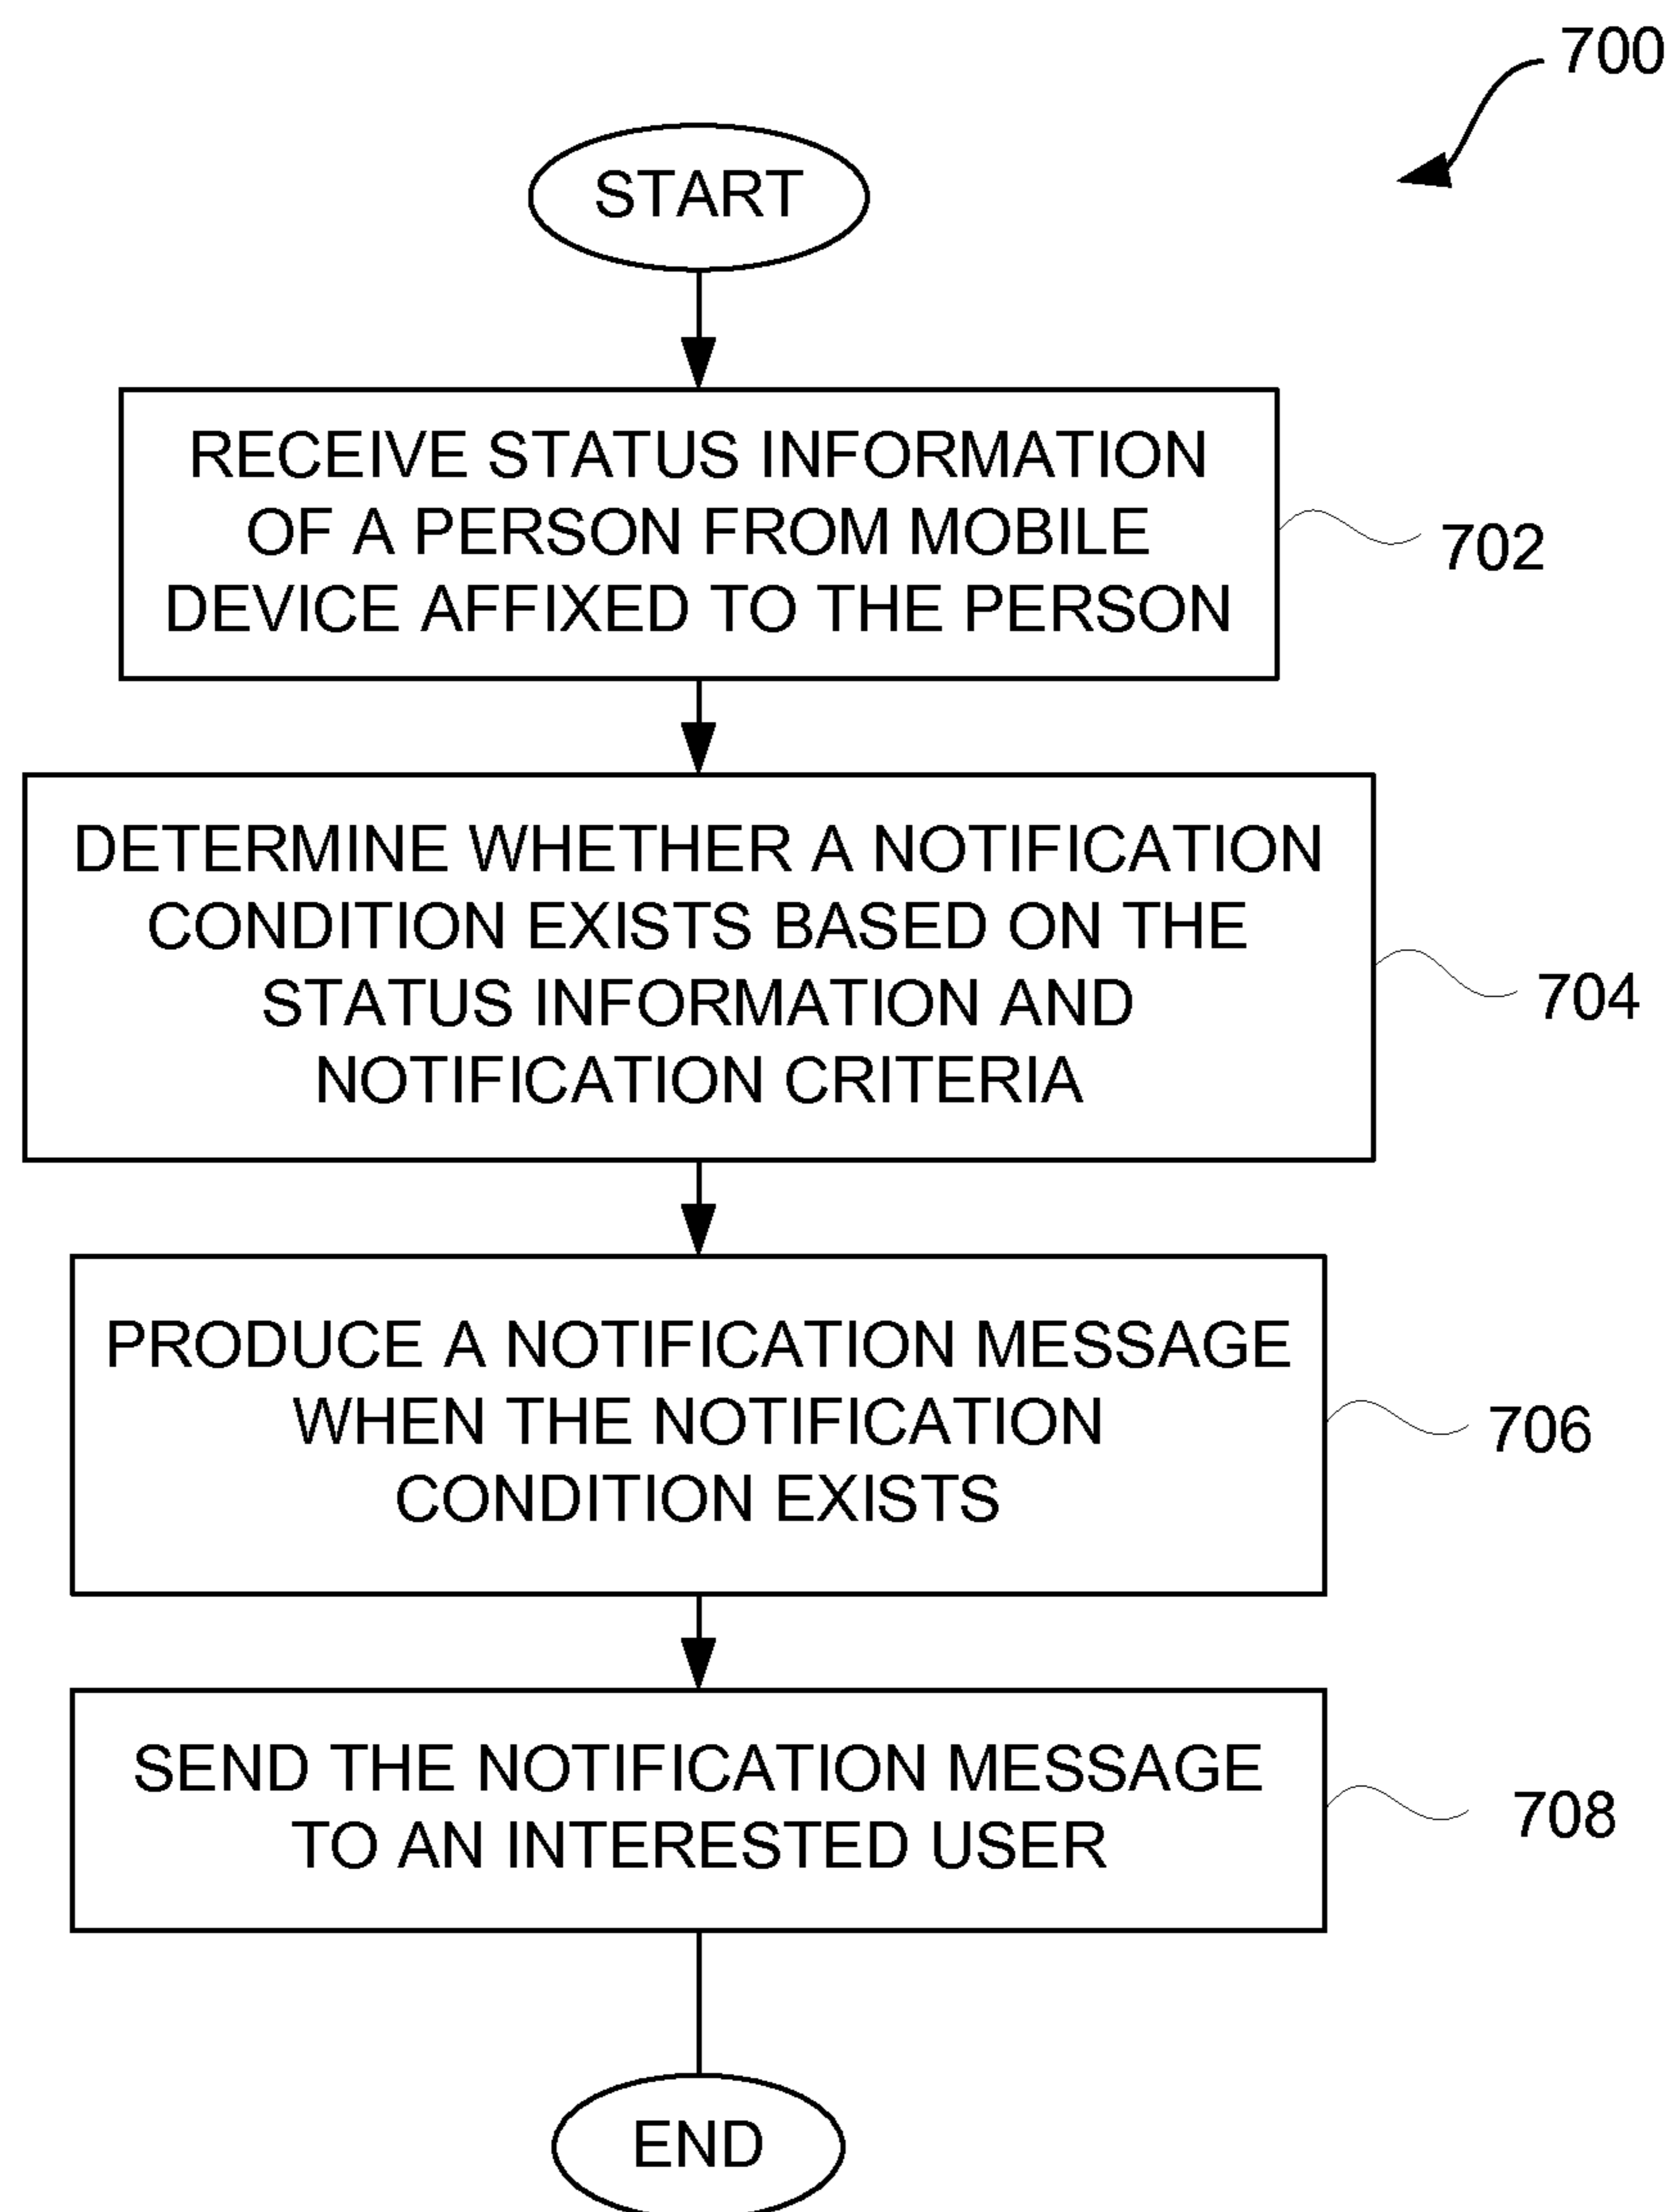 700
START
RECEIVE STATUS INFORMATION
OF A PERSON FROM MOBILE
DEVICE AFFIXED TO THE PERSON
702
DETERMINE WHETHER A NOTIFICATION
CONDITION EXISTS BASED ON THE
STATUS INFORMATION AND
NOTIFICATION CRITERIA
704
PRODUCE A NOTIFICATION MESSAGE
WHEN THE NOTIFICATION
CONDITION EXISTS
706
SEND THE NOTIFICATION MESSAGE
TO AN INTERESTED USER
708
END